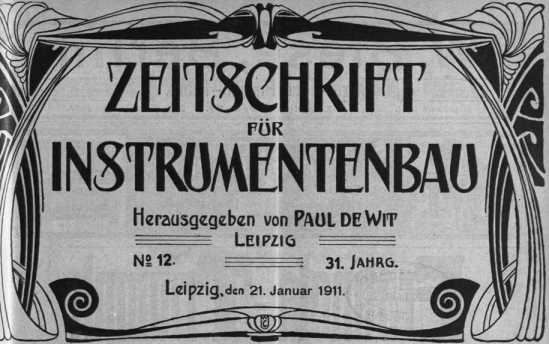 ZEITSCHRIFT
FÜR
INSTRUMENTENBAU
Herausgegeben von PAUL DE WIT
LEIPZIG
No 12. 31. JAHRG.
Leipzig, den 21. Januar 1911.